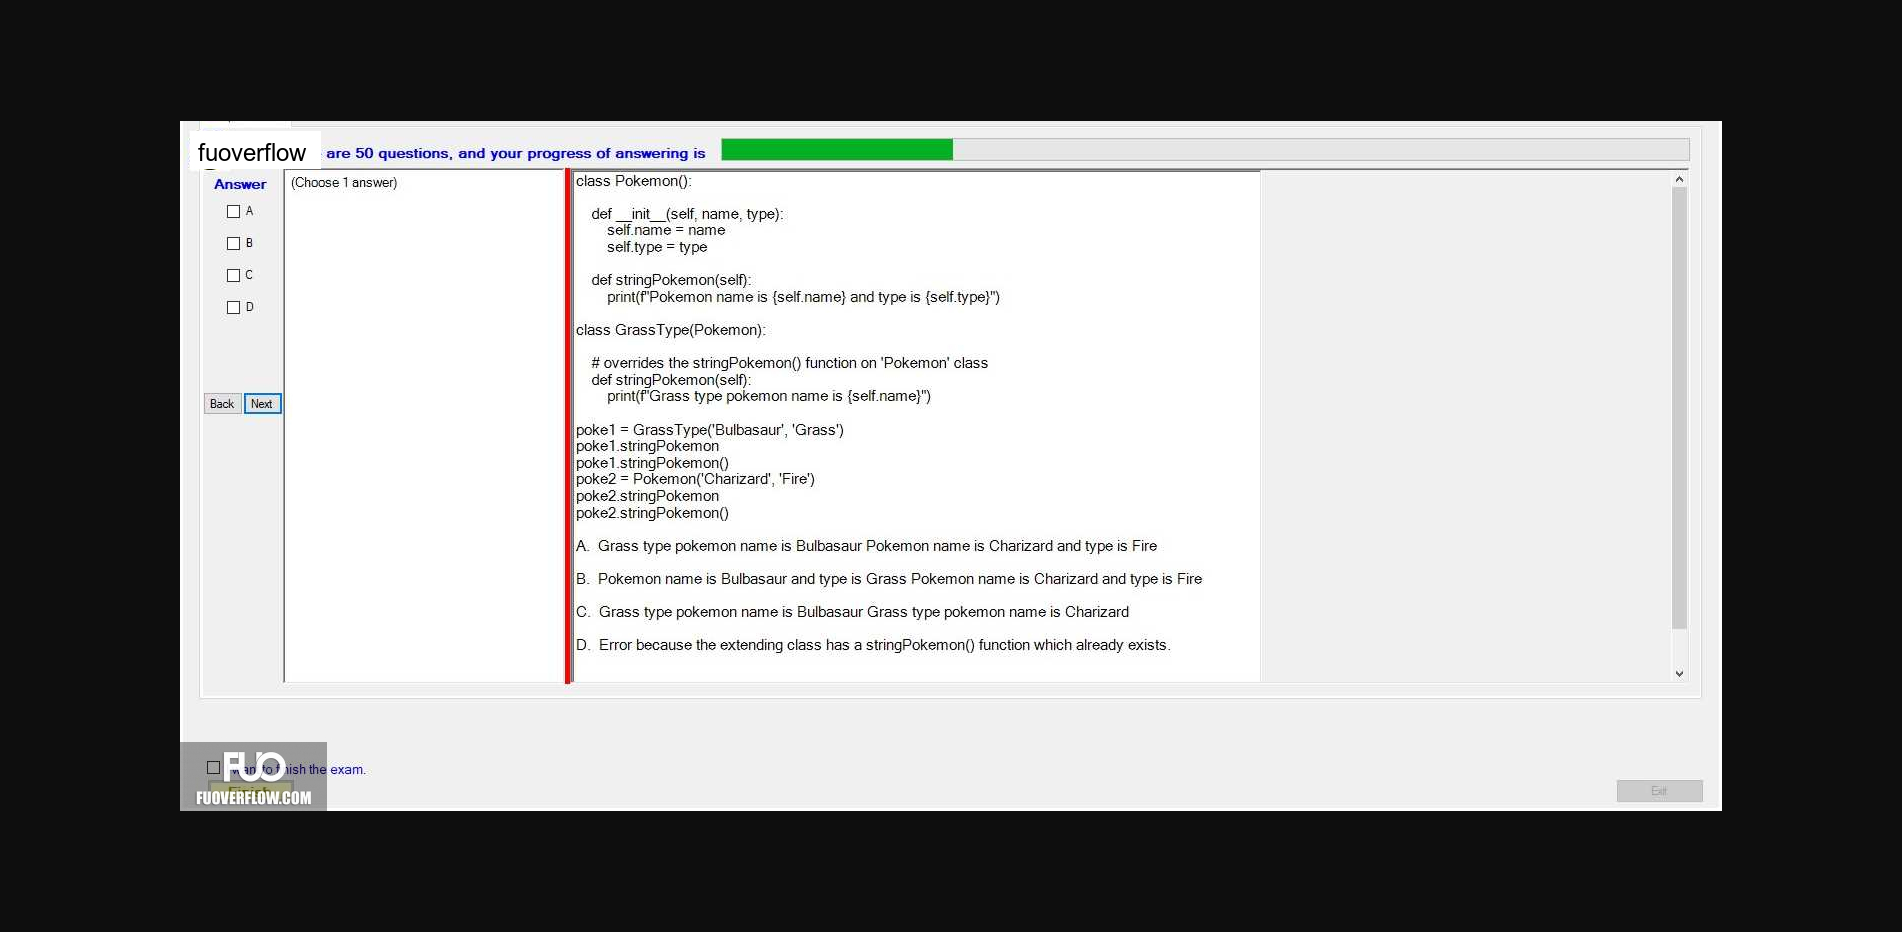 fuoverflow are 50 questions, and your progress of answering is
Answer
A
B
C
D
Back Next
(Choose 1 answer)
class Pokemon():
def __init__(self, name, type):
self.name = name
self.type = type
def stringPokemon(self):
print(f"Pokemon name is {self.name} and type is {self.type}")
class GrassType(Pokemon):
# overrides the stringPokemon() function on 'Pokemon' class
def stringPokemon(self):
print(f"Grass type pokemon name is {self.name}")
poke1 = GrassType('Bulbasaur', 'Grass')
poke1.stringPokemon
poke1.stringPokemon()
poke2 = Pokemon('Charizard', 'Fire')
poke2.stringPokemon
poke2.stringPokemon()
A. Grass type pokemon name is Bulbasaur Pokemon name is Charizard and type is Fire
B. Pokemon name is Bulbasaur and type is Grass Pokemon name is Charizard and type is Fire
C. Grass type pokemon name is Bulbasaur Grass type pokemon name is Charizard
D. Error because the extending class has a stringPokemon() function which already exists.
FUO
to finish the exam.
Finish
FUOVERFLOW.COM
Exit